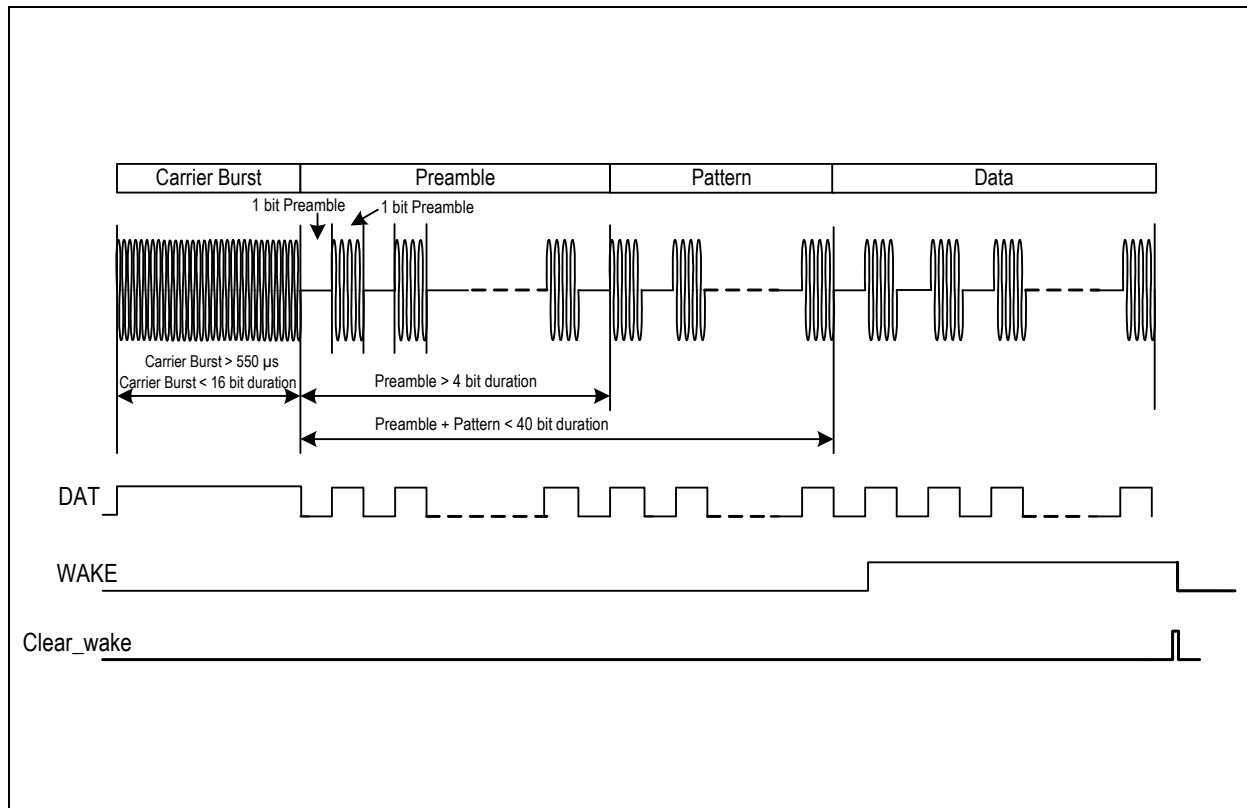 Carrier Burst Preamble Pattern Data
1 bit Preamble
1 bit Preamble
Carrier Burst > 550 µs
Carrier Burst < 16 bit duration
Preamble > 4 bit duration
Preamble + Pattern < 40 bit duration
DAT
WAKE
Clear_wake